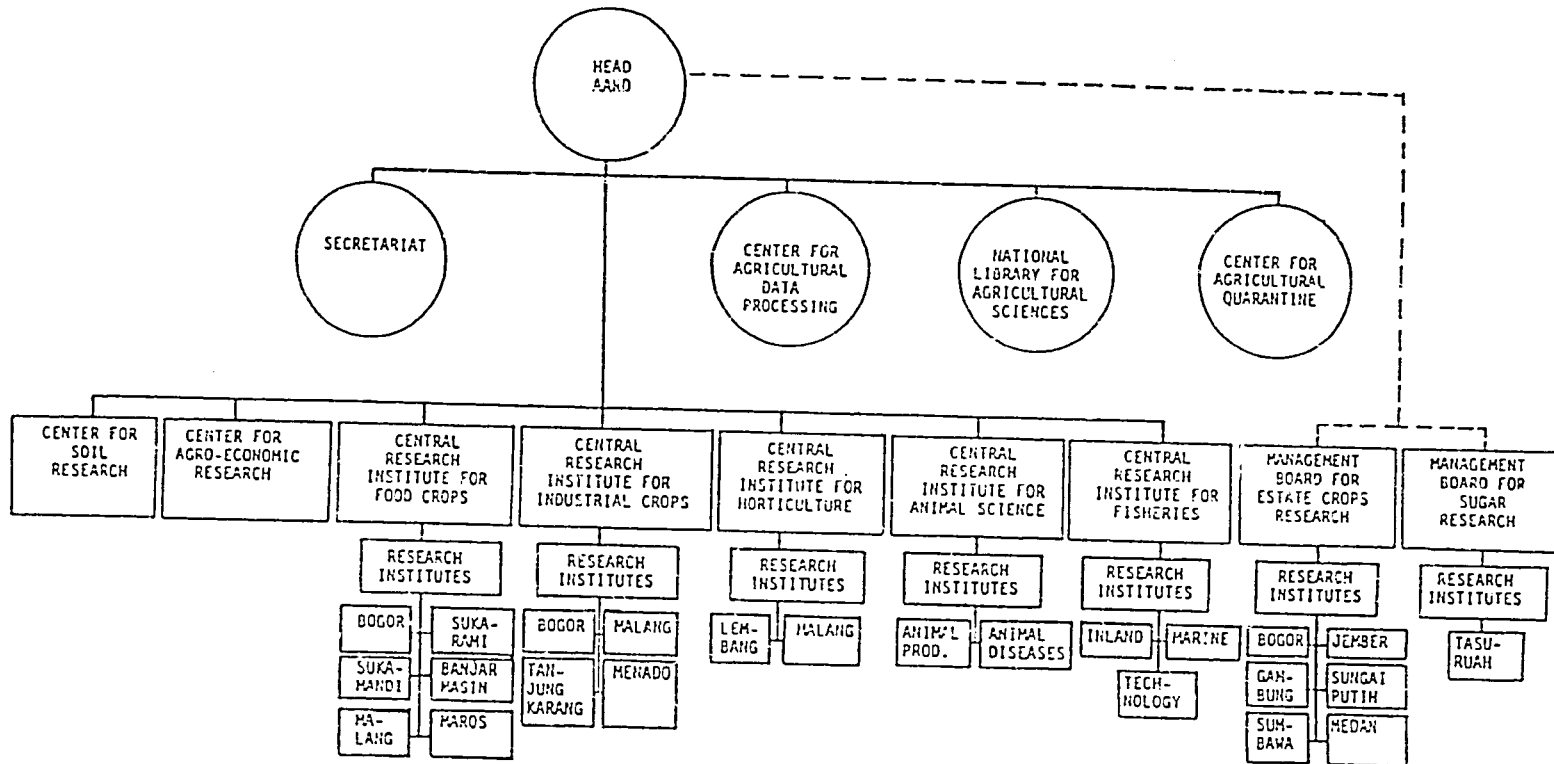 HEAD
AARD
SECRETARIAT
CENTER FOR
AGRICULTURAL
DATA
PROCESSING
NATIONAL
LIBRARY FOR
AGRICULTURAL
SCIENCES
CENTER FOR
AGRICULTURAL
QUARANTINE
CENTER FOR
SOIL
RESEARCH
CENTER FOR
AGRO-ECONOMIC
RESEARCH
CENTRAL
RESEARCH
INSTITUTE FOR
FOOD CROPS
CENTRAL
RESEARCH
INSTITUTE FOR
INDUSTRIAL CROPS
CENTRAL
RESEARCH
INSTITUTE FOR
HORTICULTURE
CENTRAL
RESEARCH
INSTITUTE FOR
ANIMAL SCIENCE
CENTRAL
RESEARCH
INSTITUTE FOR
FISHERIES
MANAGEMENT
BOARD FOR
ESTATE CROPS
RESEARCH
MANAGEMENT
BOARD FOR
SUGAR
RESEARCH
RESEARCH
INSTITUTES
BOGOR
SUKA-
RAMI
SUKA-
MANDI
BANJAR
MASIN
MA-
LANG
MAROS
RESEARCH
INSTITUTES
BOGOR
MALANG
TAN-
JUNG
KARANG
MENADO
RESEARCH
INSTITUTES
LEM-
BANG
MALANG
RESEARCH
INSTITUTES
ANIMAL
PROD.
ANIMAL
DISEASES
RESEARCH
INSTITUTES
INLAND
MARINE
TECH-
NOLOGY
RESEARCH
INSTITUTES
BOGOR
JEMBER
GAM-
BUNG
SUNGAI
PUTIH
SUM-
BAWA
MEDAN
RESEARCH
INSTITUTES
TASU-
RUAH